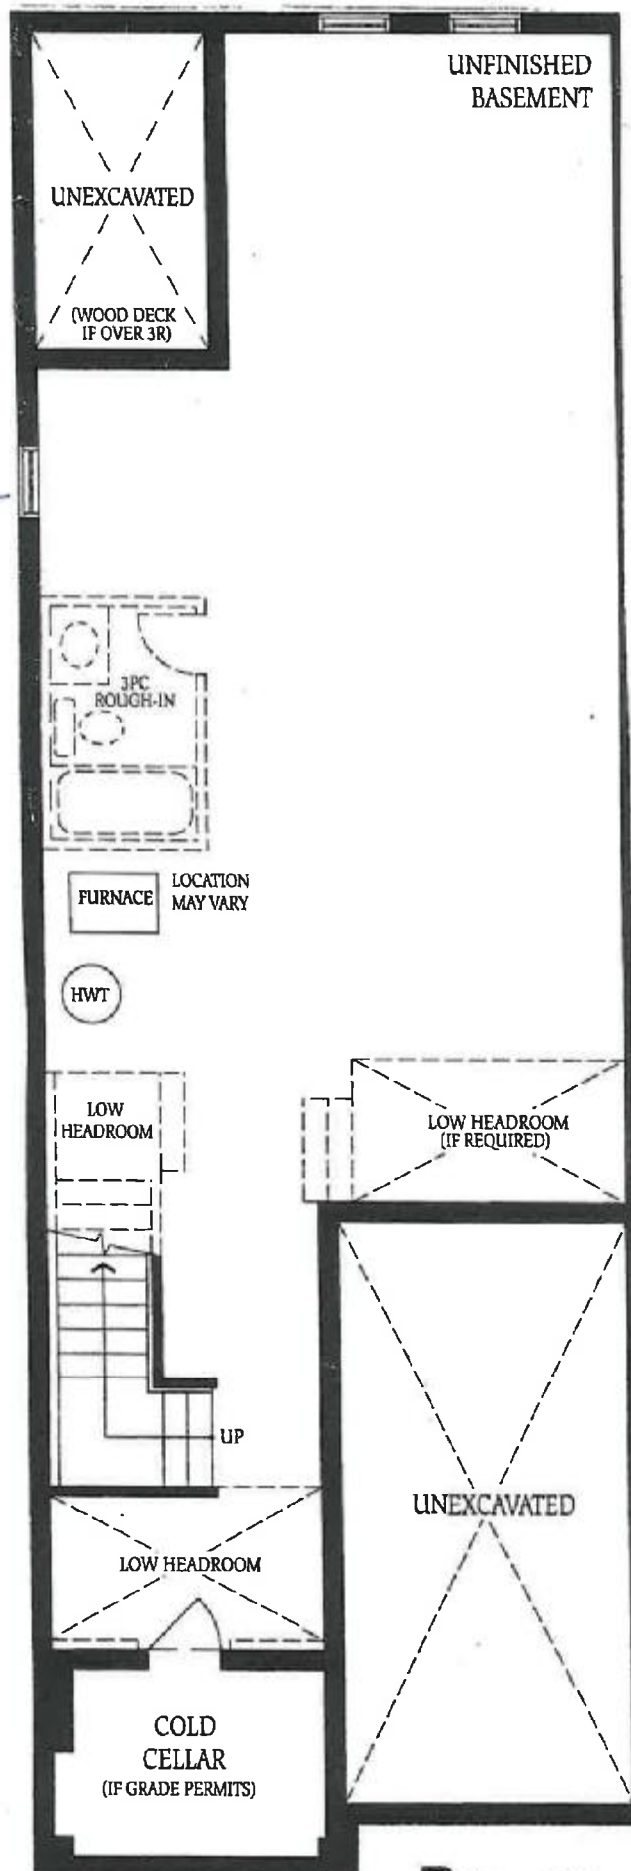 UNFINISHED
BASEMENT
UNEXCAVATED
(WOOD DECK
IF OVER 3R)
3PC
ROUGH-IN
FURNACE
LOCATION
MAY VARY
HWT
LOW
HEADROOM
LOW HEADROOM
(IF REQUIRED)
UP
UNEXCAVATED
LOW HEADROOM
COLD
CELLAR
(IF GRADE PERMITS)